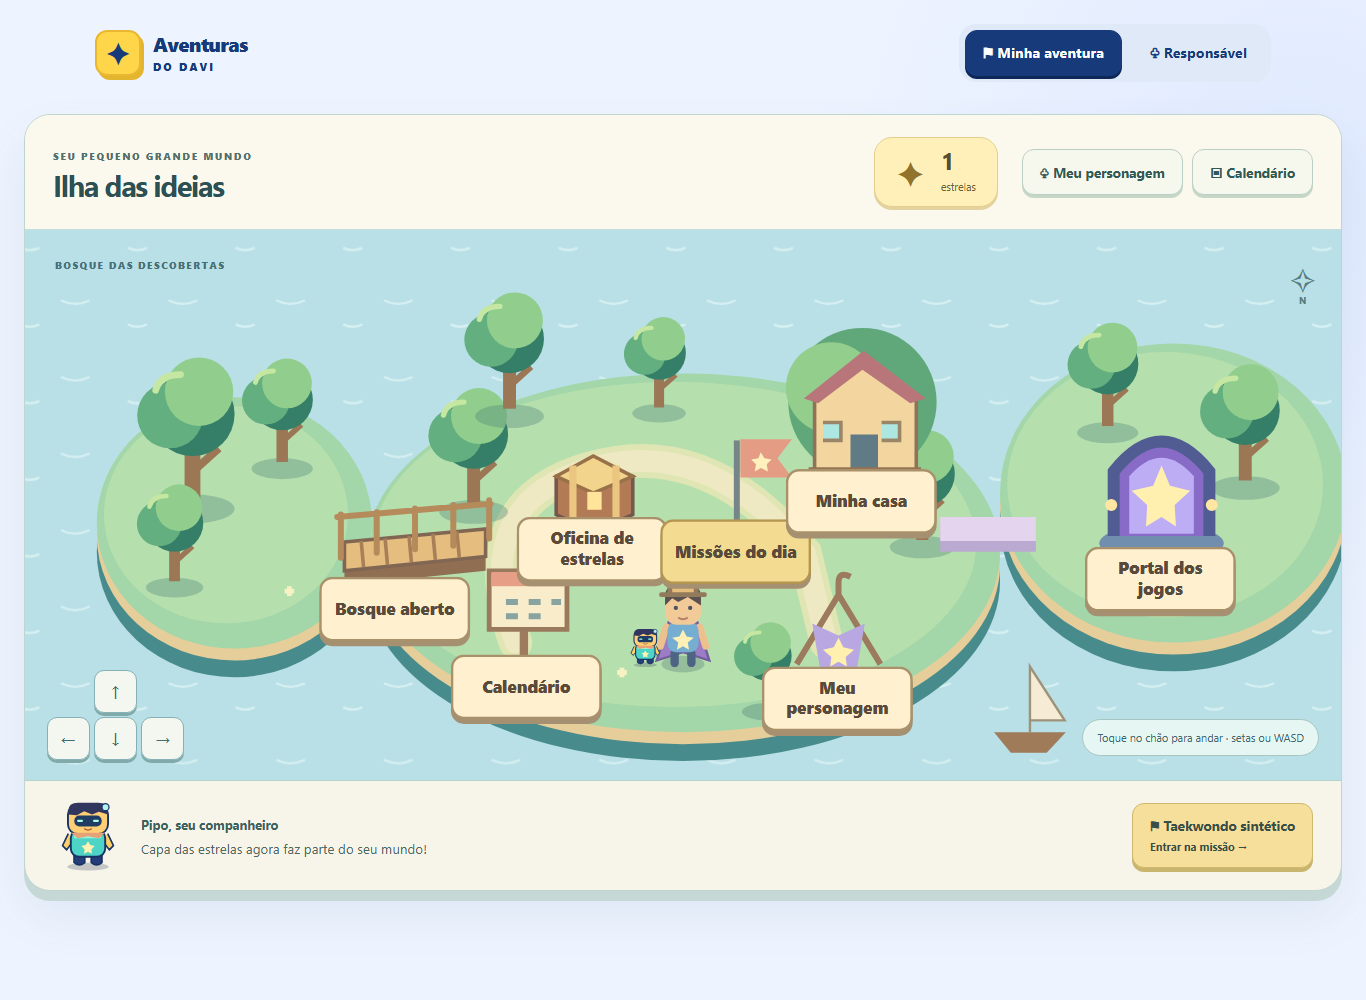 Aventuras
DO DAVI
Minha aventura
Responsável
SEU PEQUENO GRANDE MUNDO
Ilha das ideias
1
estrelas
Meu personagem
Calendário
BOSQUE DAS DESCOBERTAS
N
Minha casa
Oficina de
estrelas
Missões do dia
Portal dos
jogos
Bosque aberto
Calendário
Meu
personagem
↑
← ↓ →
Toque no chão para andar · setas ou WASD
Pipo, seu companheiro
Capa das estrelas agora faz parte do seu mundo!
Taekwondo sintético
Entrar na missão →